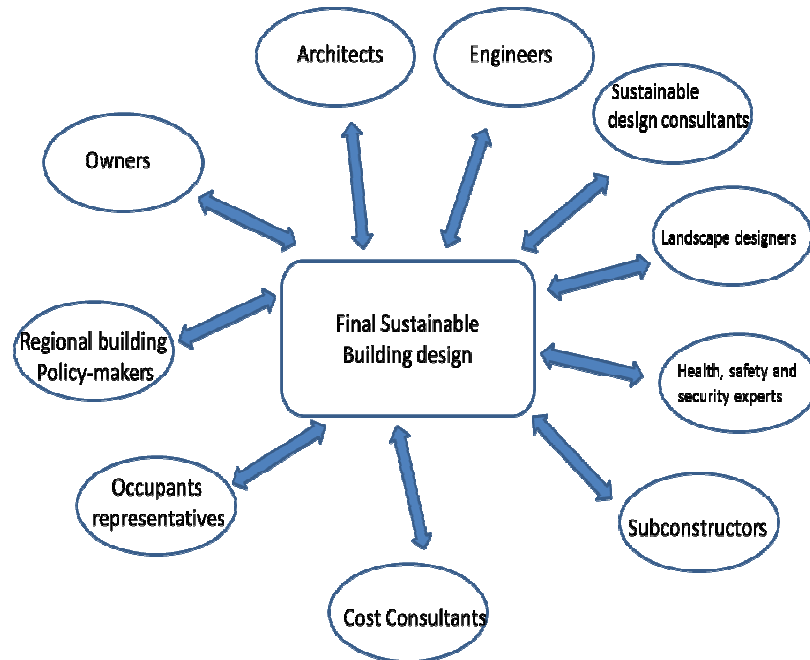 Architects
Engineers
Sustainable
design consultants
Owners
Landscape designers
Final Sustainable
Building design
Regional building
Policy-makers
Health, safety and
security experts
Occupants
representatives
Subconstructors
Cost Consultants